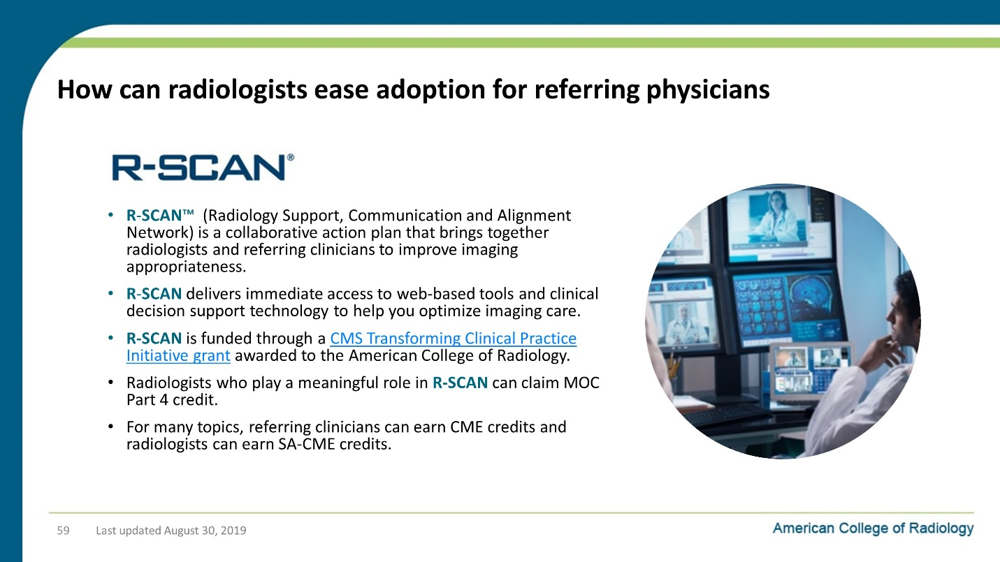 How can radiologists ease adoption for referring physicians
R-SCAN®
• R-SCAN™ (Radiology Support, Communication and Alignment
Network) is a collaborative action plan that brings together
radiologists and referring clinicians to improve imaging
appropriateness.
• R-SCAN delivers immediate access to web-based tools and clinical
decision support technology to help you optimize imaging care.
• R-SCAN is funded through a CMS Transforming Clinical Practice
Initiative grant awarded to the American College of Radiology.
• Radiologists who play a meaningful role in R-SCAN can claim MOC
Part 4 credit.
• For many topics, referring clinicians can earn CME credits and
radiologists can earn SA-CME credits.
59 Last updated August 30, 2019
American College of Radiology